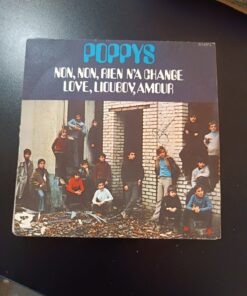 POPPYS
NON, NON, RIEN N'A CHANGE
LOVE, LIOUBOV, AMOUR